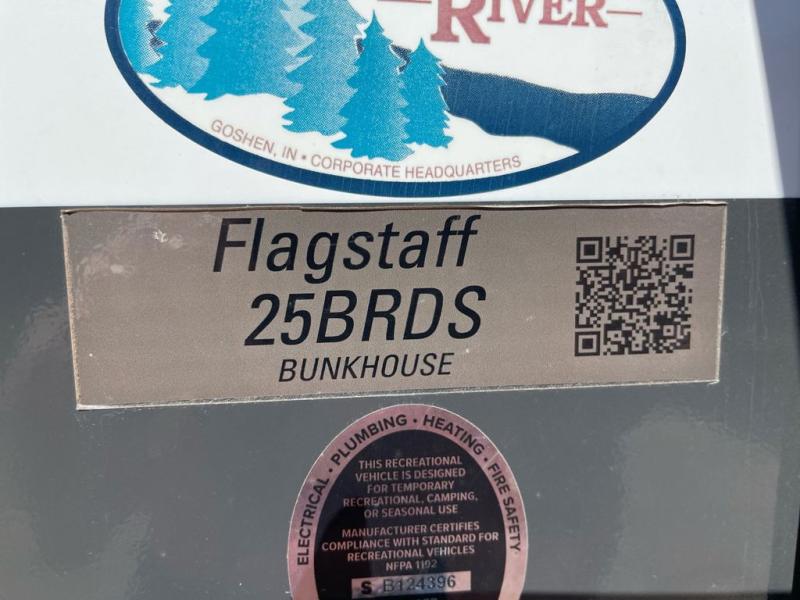 RIVER
GOSHEN, IN • CORPORATE HEADQUARTERS
Flagstaff
25BRDS
BUNKHOUSE
ELECTRICAL • PLUMBING • HEATING • FIRE SAFETY
THIS RECREATIONAL
VEHICLE IS DESIGNED
FOR TEMPORARY
RECREATIONAL, CAMPING,
OR SEASONAL USE
MANUFACTURER CERTIFIES
COMPLIANCE WITH STANDARD FOR
RECREATIONAL VEHICLES
NFPA 1192
S B124396